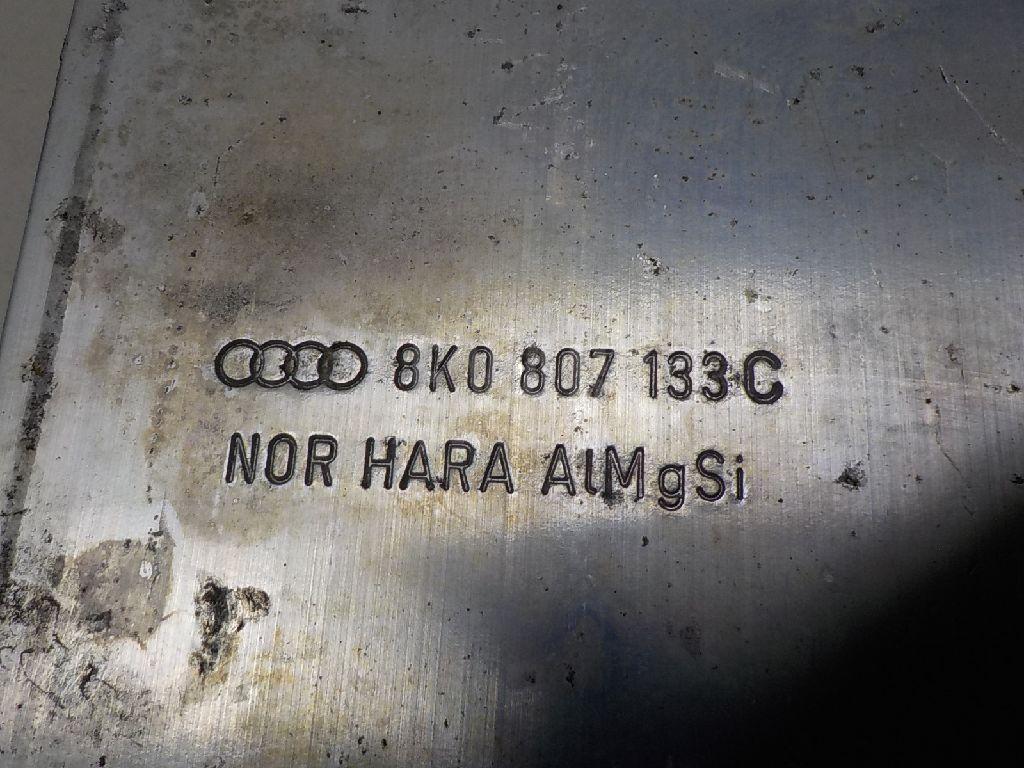 8K0 807 133 C
NOR HARA AlMgSi